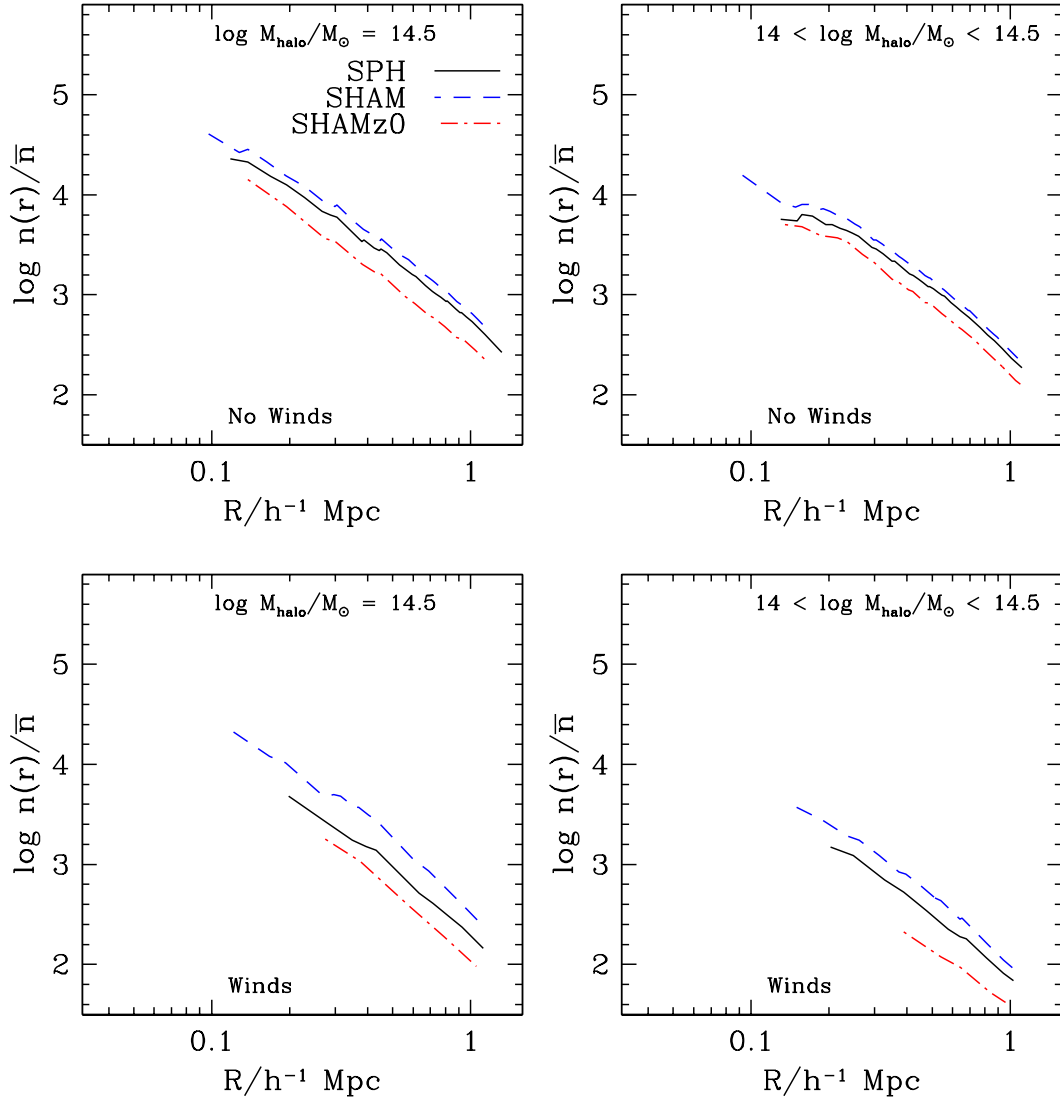 log M_halo/M_⊙ = 14.5
SPH
SHAM
SHAMz0
5
4
3
2
log n(r)/n̅
No Winds
0.1 1
R/h⁻¹ Mpc
14 < log M_halo/M_⊙ < 14.5
5
4
3
2
log n(r)/n̅
No Winds
0.1 1
R/h⁻¹ Mpc
log M_halo/M_⊙ = 14.5
5
4
3
2
log n(r)/n̅
Winds
0.1 1
R/h⁻¹ Mpc
14 < log M_halo/M_⊙ < 14.5
5
4
3
2
log n(r)/n̅
Winds
0.1 1
R/h⁻¹ Mpc